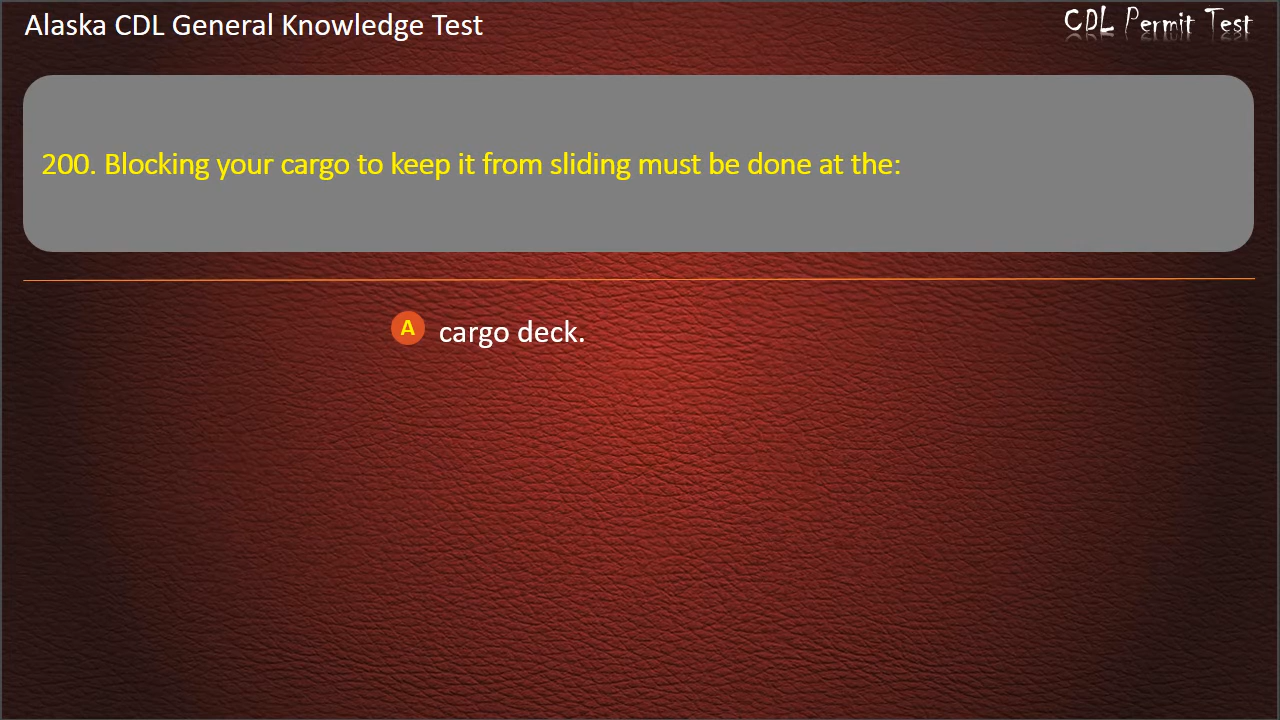 Alaska CDL General Knowledge Test
CDL Permit Test
200. Blocking your cargo to keep it from sliding must be done at the:
A cargo deck.